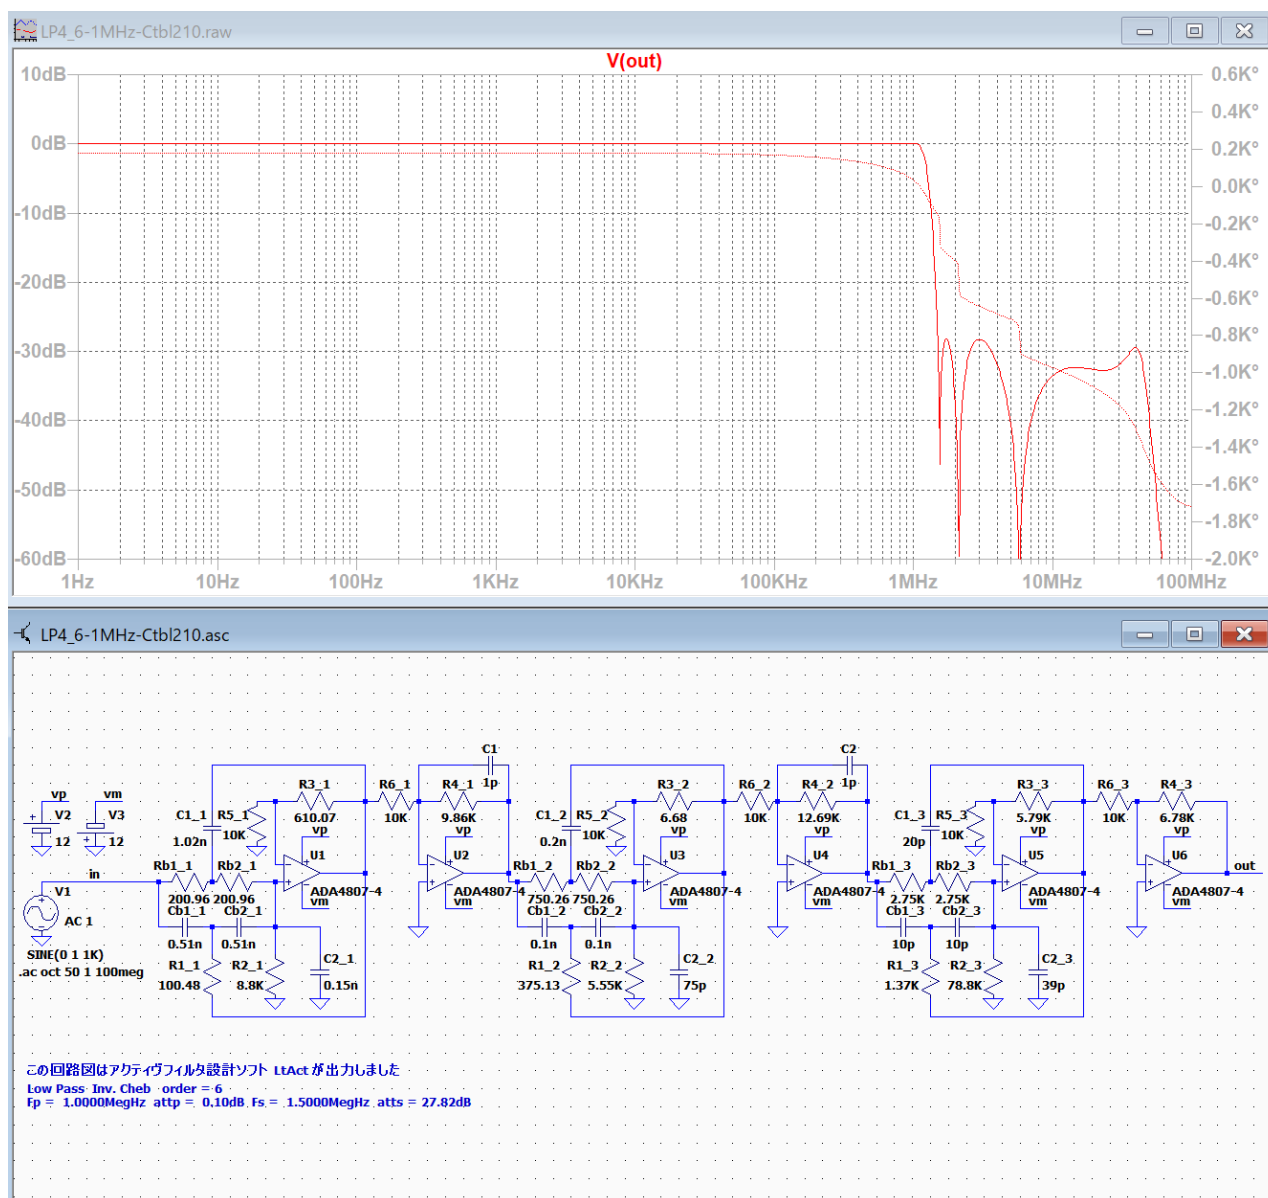 LP4_6-1MHz-Ctbl210.raw
V(out)
10dB
0dB
-10dB
-20dB
-30dB
-40dB
-50dB
-60dB
0.6K°
0.4K°
0.2K°
0.0K°
-0.2K°
-0.4K°
-0.6K°
-0.8K°
-1.0K°
-1.2K°
-1.4K°
-1.6K°
-1.8K°
-2.0K°
1Hz 10Hz 100Hz 1KHz 10KHz 100KHz 1MHz 10MHz 100MHz
LP4_6-1MHz-Ctbl210.asc
C1 C2
1p 1p
vp vm R3_1 R6_1 R4_1 R3_2 R6_2 R4_2 R3_3 R6_3 R4_3
V2 V3 C1_1 R5_1 610.07 10K 9.86K C1_2 R5_2 6.68 10K 12.69K C1_3 R5_3 5.79K 10K 6.78K
12 12 1.02n 10K vp vp 0.2n 10K vp vp 20p 10K vp vp
Rb1_1 Rb2_1 U1 U2 Rb1_2 Rb2_2 U3 U4 Rb1_3 Rb2_3 U5 U6
in out
V1 200.96 200.96 ADA4807-4 ADA4807-4 750.26 750.26 ADA4807-4 ADA4807-4 2.75K 2.75K ADA4807-4 ADA4807-4
AC 1 Cb1_1 Cb2_1 vm vm Cb1_2 Cb2_2 vm vm Cb1_3 Cb2_3 vm vm
0.51n 0.51n 0.1n 0.1n 10p 10p
SINE(0 1 1K) R1_1 R2_1 C2_1 R1_2 R2_2 C2_2 R1_3 R2_3 C2_3
.ac oct 50 1 100meg 100.48 8.8K 0.15n 375.13 5.55K 75p 1.37K 78.8K 39p
この回路図はアクティヴフィルタ設計ソフト LtAct が出力しました
Low Pass Inv. Cheb order = 6
Fp = 1.0000MegHz attp = 0.10dB Fs = 1.5000MegHz atts = 27.82dB